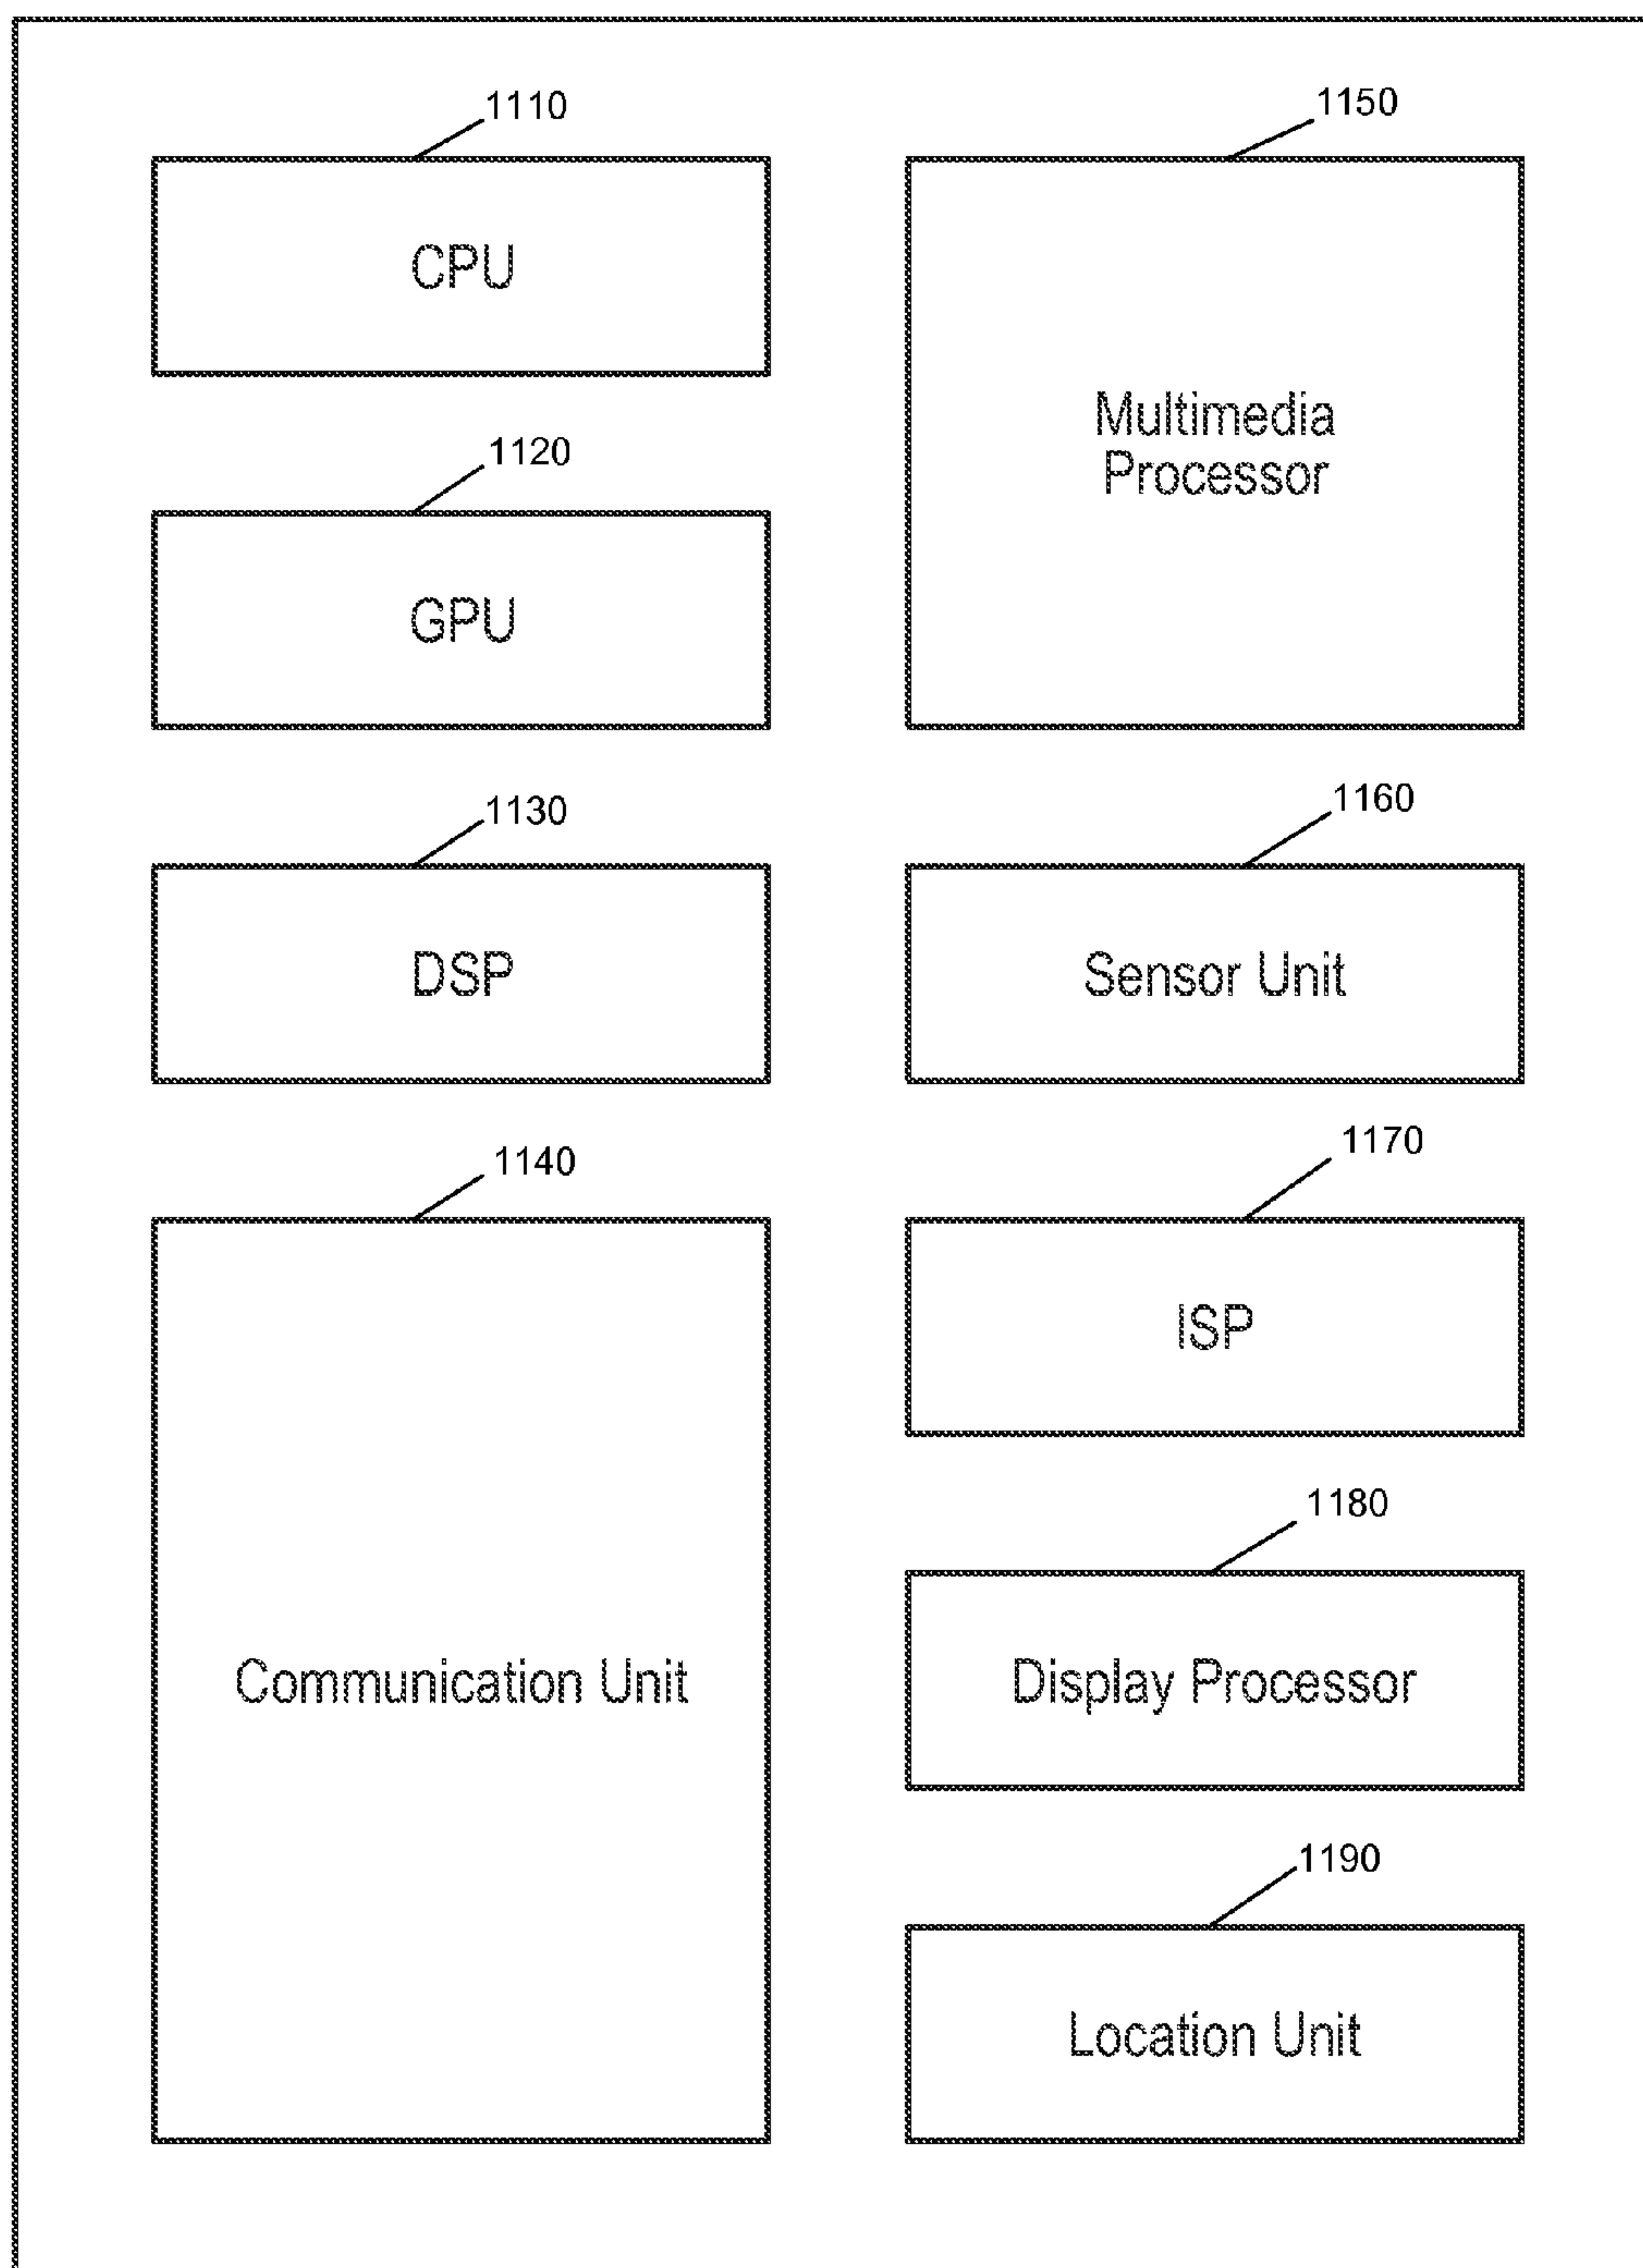 1110
CPU
1120
GPU
1130
DSP
1140
Communication Unit
1150
Multimedia
Processor
1160
Sensor Unit
1170
ISP
1180
Display Processor
1190
Location Unit